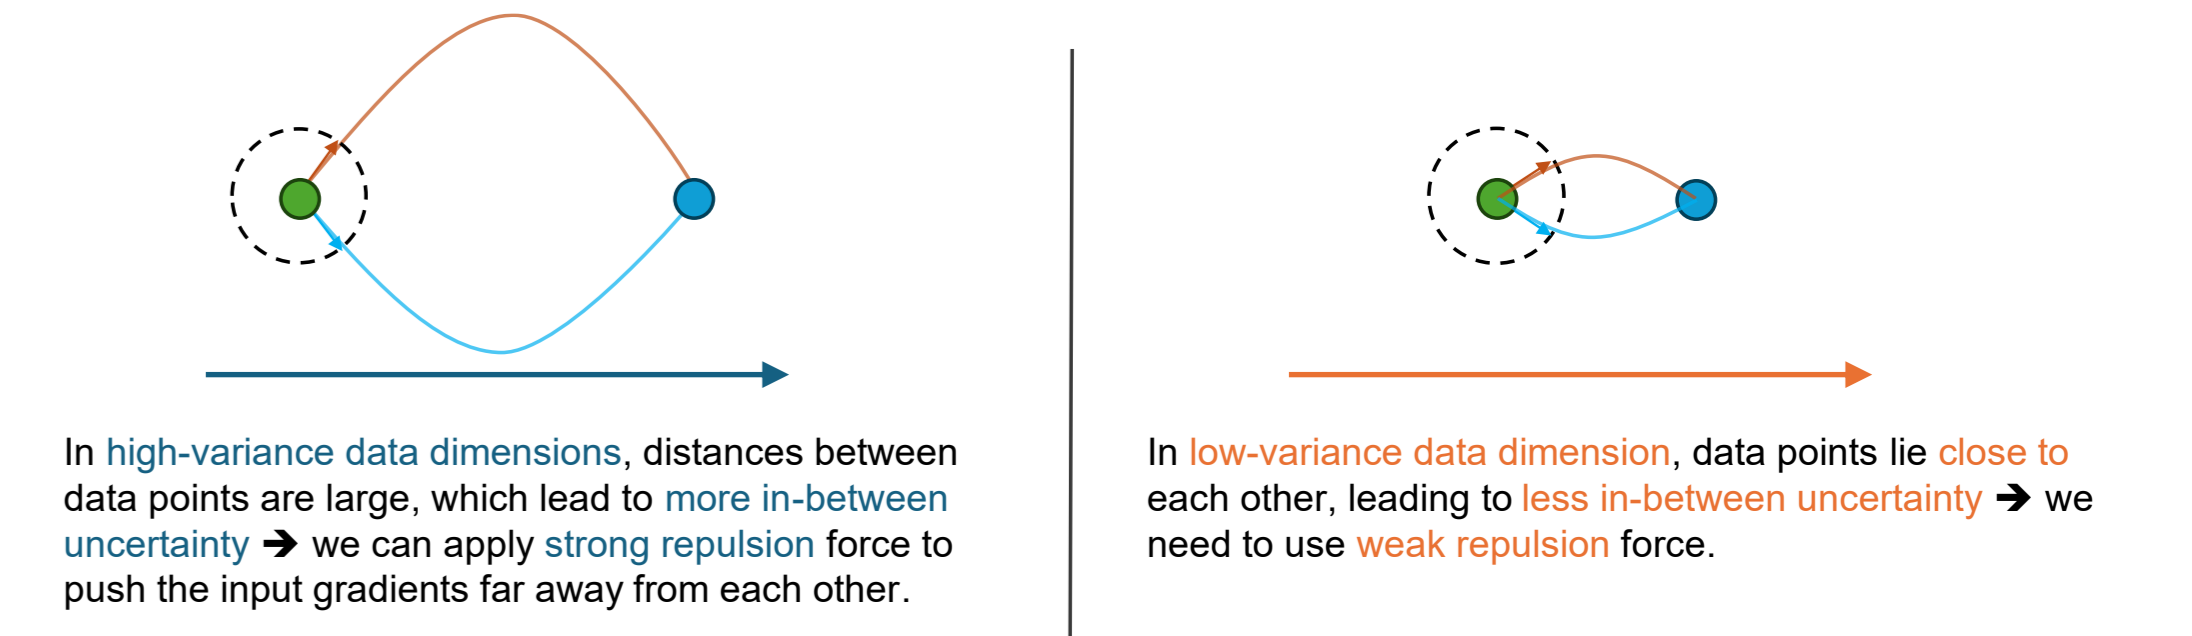 In high-variance data dimensions, distances between
data points are large, which lead to more in-between
uncertainty ➔ we can apply strong repulsion force to
push the input gradients far away from each other.
In low-variance data dimension, data points lie close to
each other, leading to less in-between uncertainty ➔ we
need to use weak repulsion force.